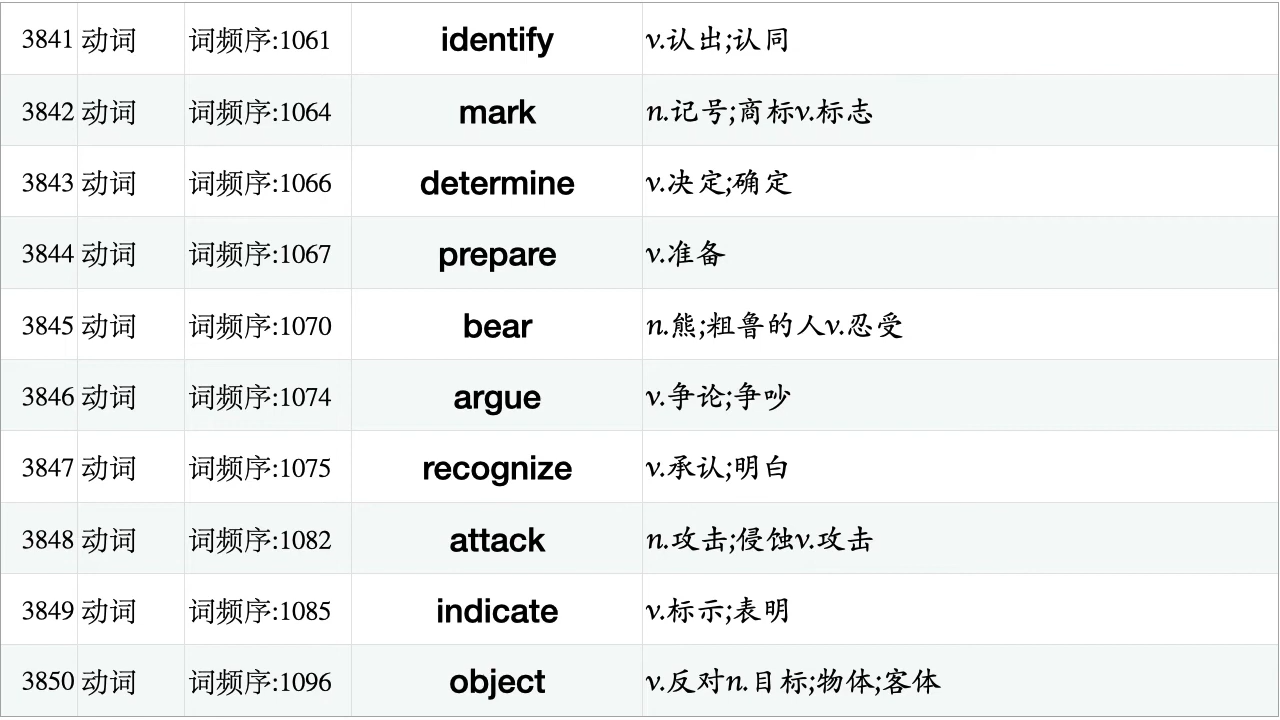 3841 动词 词频序:1061 identify v.认出;认同
3842 动词 词频序:1064 mark n.记号;商标v.标志
3843 动词 词频序:1066 determine v.决定;确定
3844 动词 词频序:1067 prepare v.准备
3845 动词 词频序:1070 bear n.熊;粗鲁的人v.忍受
3846 动词 词频序:1074 argue v.争论;争吵
3847 动词 词频序:1075 recognize v.承认;明白
3848 动词 词频序:1082 attack n.攻击;侵蚀v.攻击
3849 动词 词频序:1085 indicate v.标示;表明
3850 动词 词频序:1096 object v.反对n.目标;物体;客体